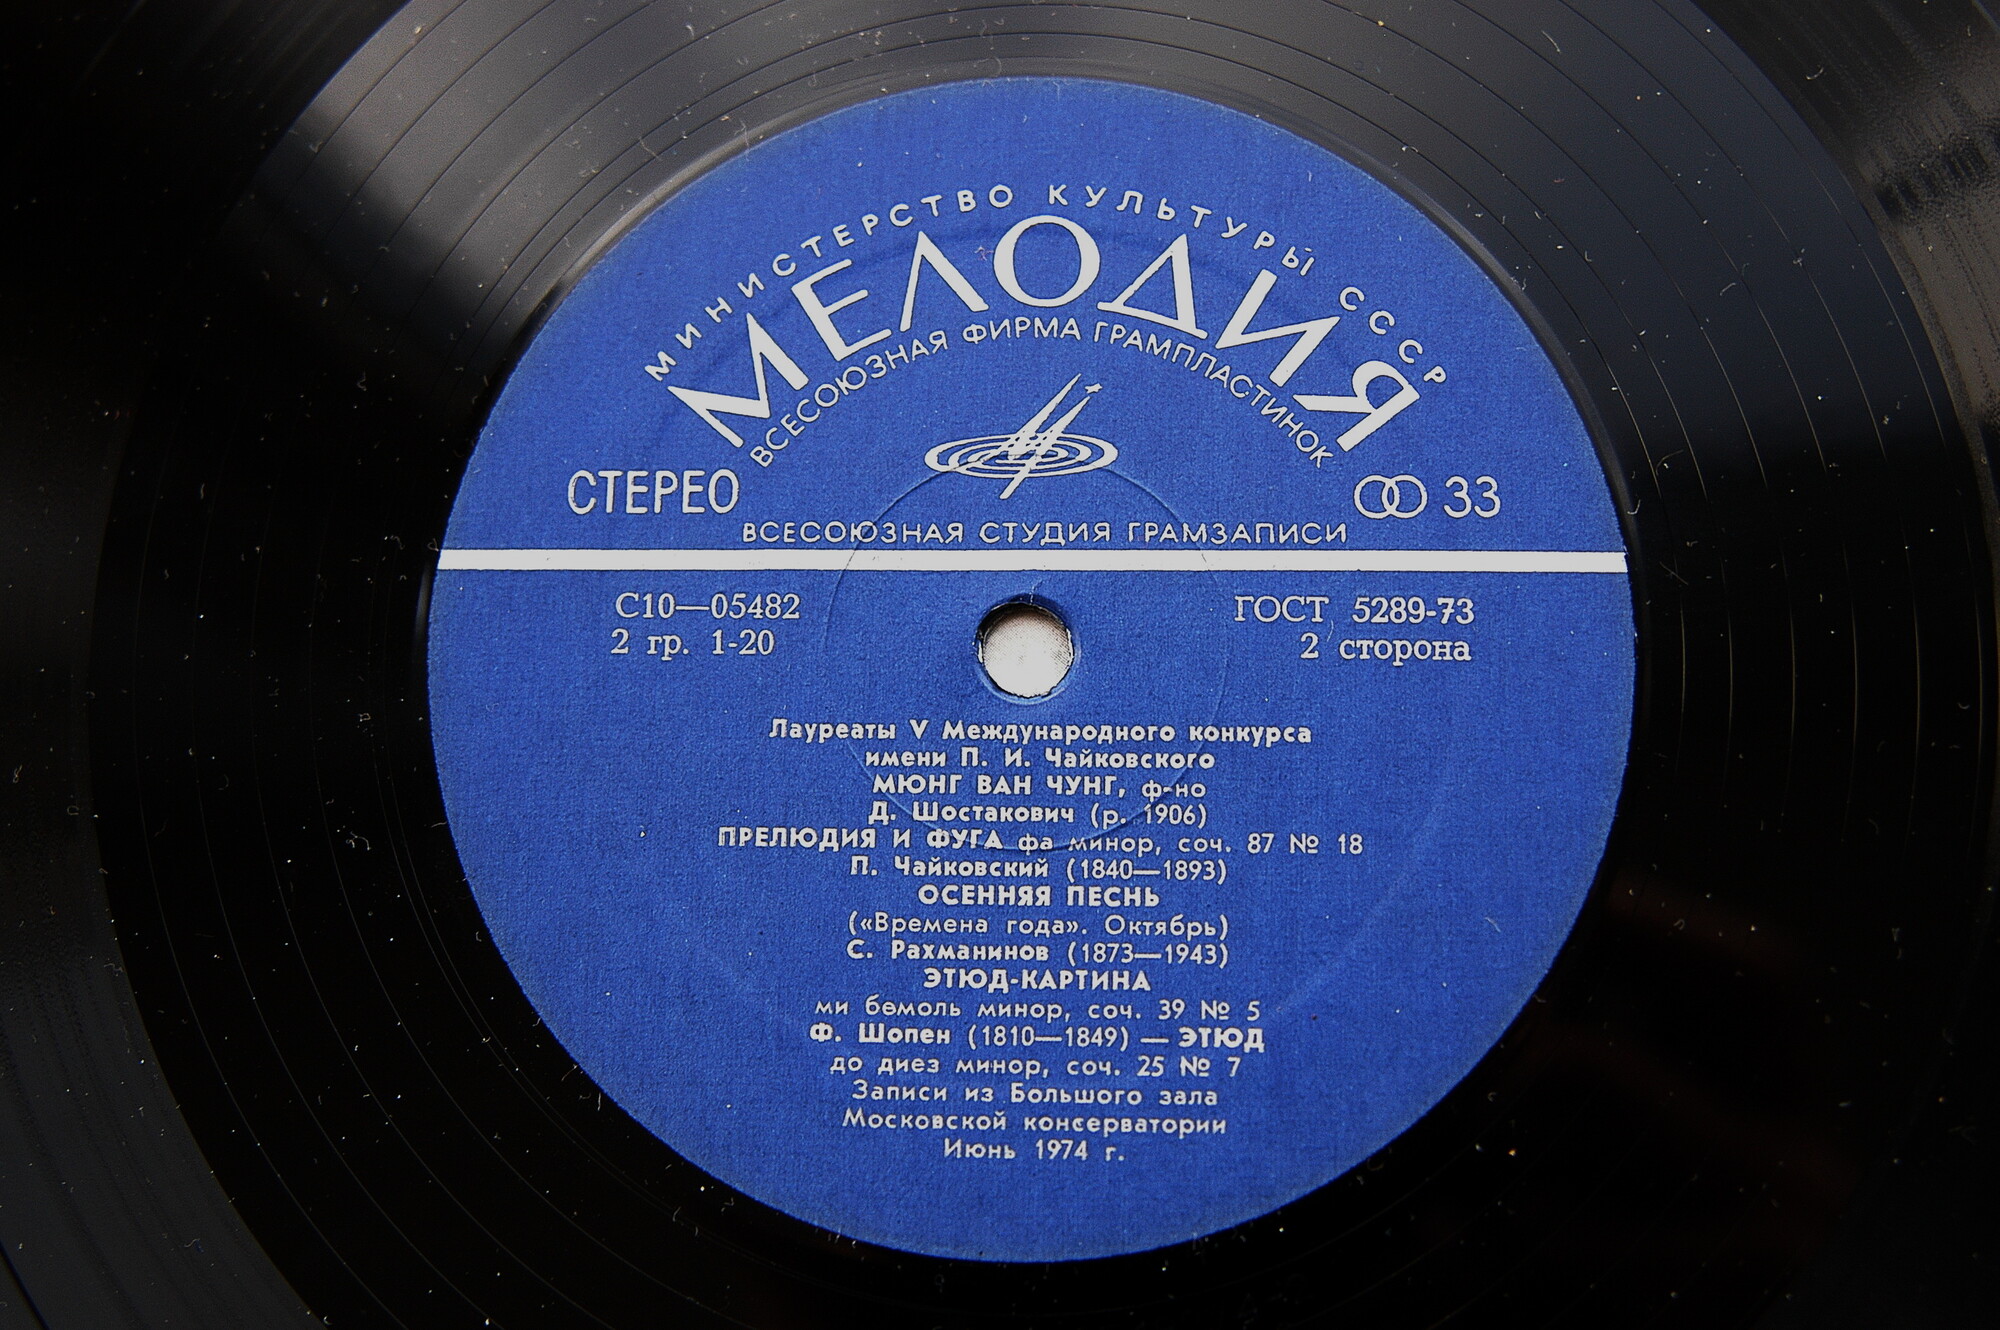 МИНИСТЕРСТВО КУЛЬТУРЫ СССР
МЕЛОДИЯ
ВСЕСОЮЗНАЯ ФИРМА ГРАМПЛАСТИНОК
СТЕРЕО
33
ВСЕСОЮЗНАЯ СТУДИЯ ГРАМЗАПИСИ
С10—05482
ГОСТ 5289-73
2 гр. 1-20
2 сторона
Лауреаты V Международного конкурса
имени П. И. Чайковского
МЮНГ ВАН ЧУНГ, ф-но
Д. Шостакович (р. 1906)
ПРЕЛЮДИЯ И ФУГА фа минор, соч. 87 № 18
П. Чайковский (1840—1893)
ОСЕННЯЯ ПЕСНЬ
(«Времена года». Октябрь)
С. Рахманинов (1873—1943)
ЭТЮД-КАРТИНА
ми бемоль минор, соч. 39 № 5
Ф. Шопен (1810—1849) — ЭТЮД
до диез минор, соч. 25 № 7
Записи из Большого зала
Московской консерватории
Июнь 1974 г.